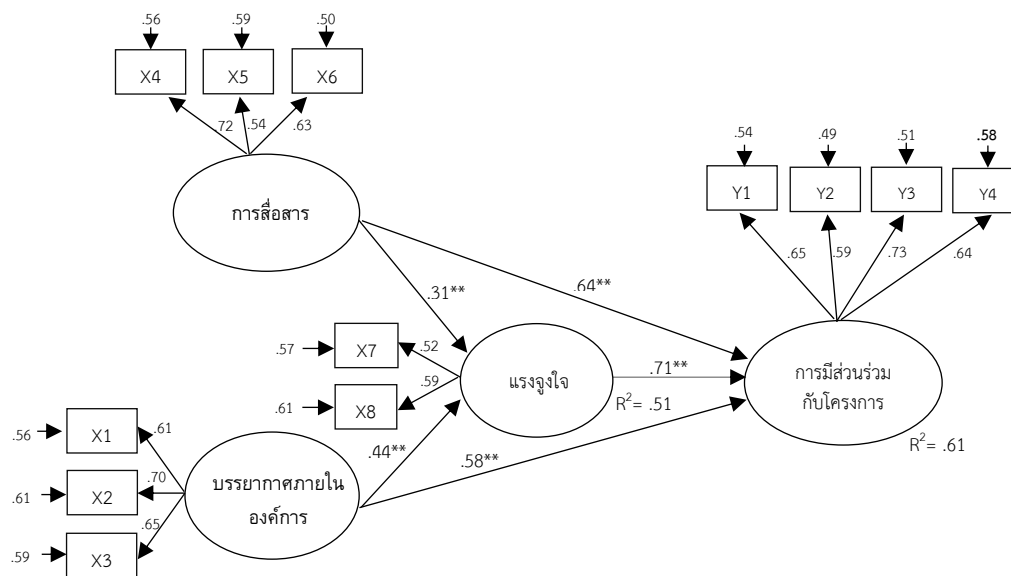 .56 .59 .50
X4 X5 X6
.72 .54 .63
การสื่อสาร
.54 .49 .51 .58
Y1 Y2 Y3 Y4
.65 .59 .73 .64
.31** .64**
.57 X7 .52
.61 X8 .59
แรงจูงใจ
R²= .51
.71**
การมีส่วนร่วม
กับโครงการ
R²= .61
.44** .58**
.56 X1 .61
.61 X2 .70
.59 X3 .65
บรรยากาศภายใน
องค์การ